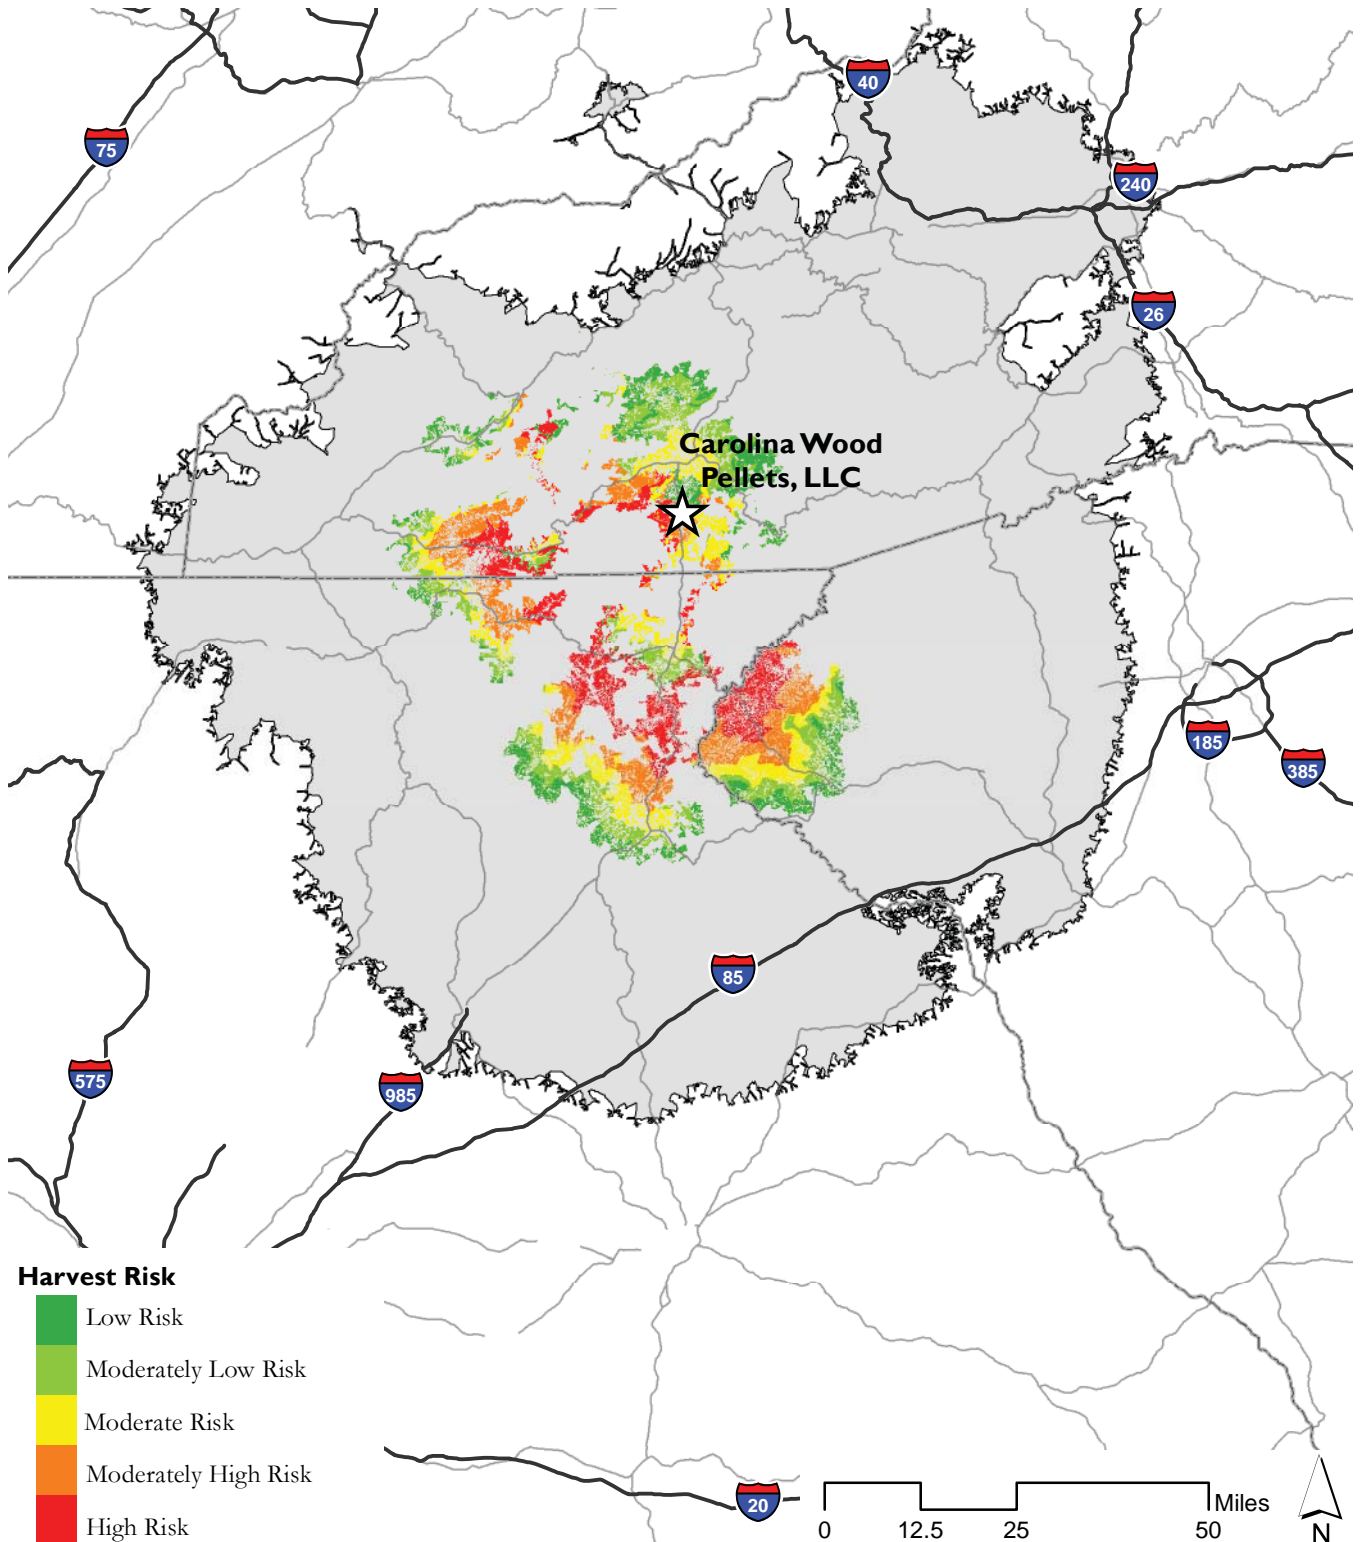 40
75
240
26
Carolina Wood
Pellets, LLC
185
385
85
575
985
Harvest Risk
Low Risk
Moderately Low Risk
Moderate Risk
Moderately High Risk
High Risk
20
Miles
0 12.5 25 50
N